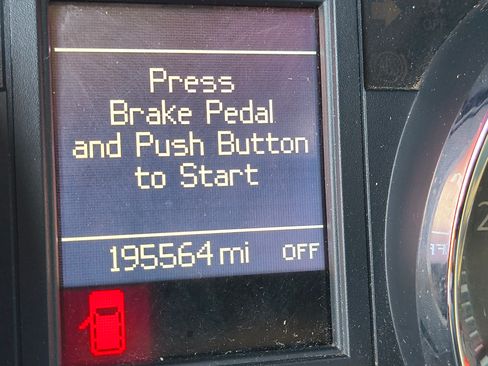 Press
Brake Pedal
and Push Button
to Start
195564 mi OFF